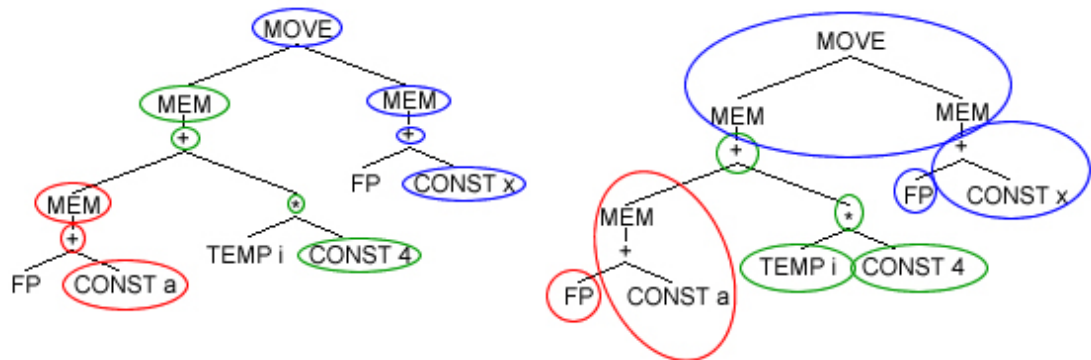 MOVE
MEM MEM
+ +
FP CONST x
MEM *
+ TEMP i CONST 4
FP CONST a
MOVE
MEM MEM
+ +
FP CONST x
MEM *
+ TEMP i CONST 4
FP CONST a